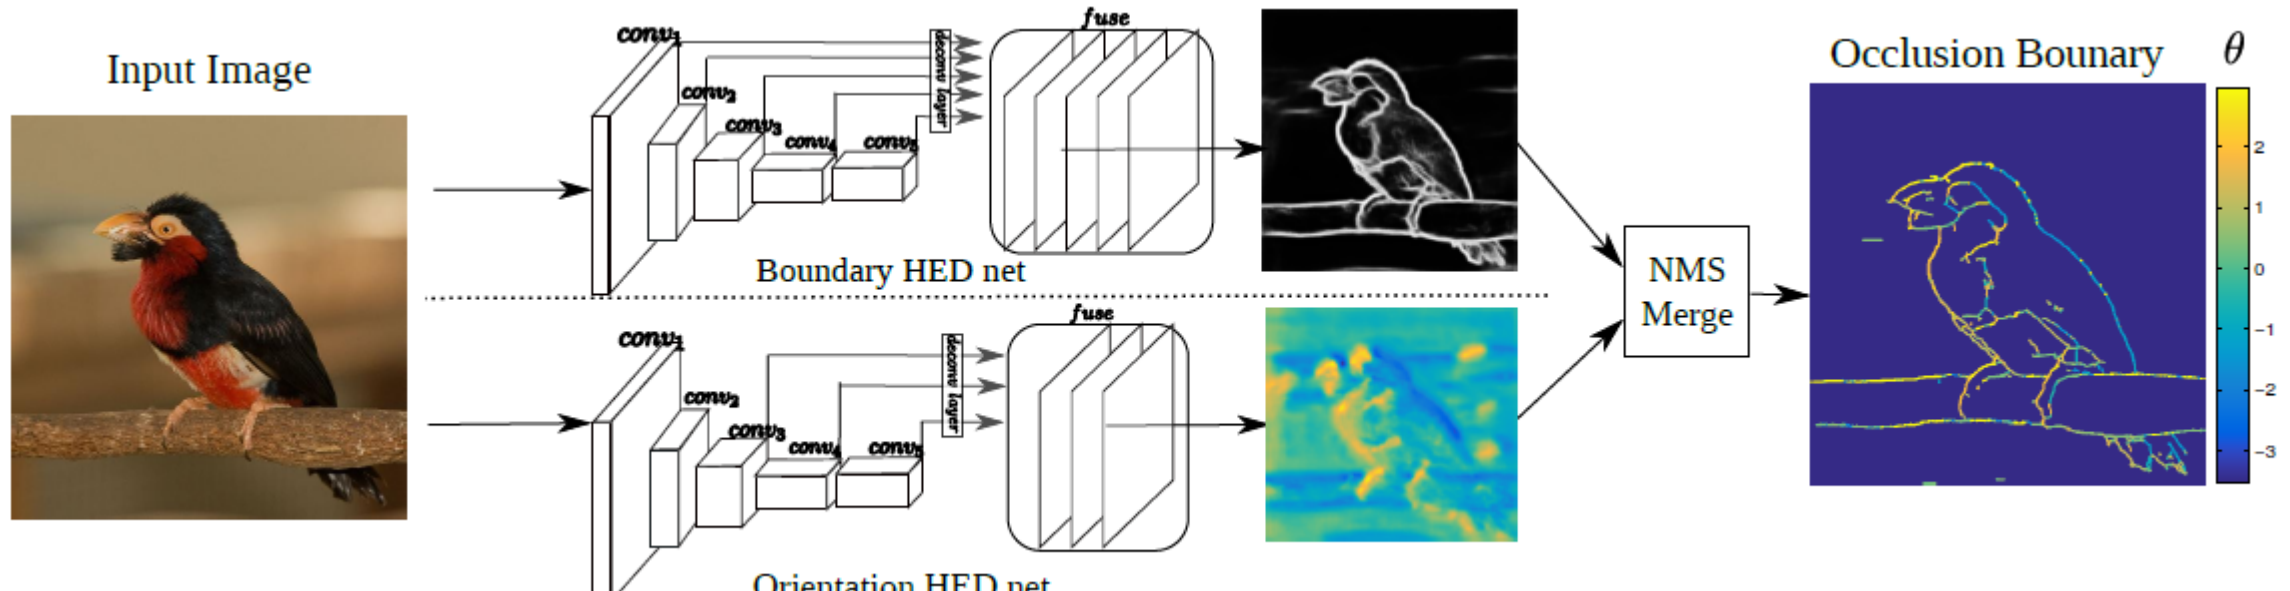 Input Image
conv1
conv2
conv3
conv4
conv5
deconv layer
fuse
Boundary HED net
conv1
conv2
conv3
conv4
conv5
deconv layer
fuse
Orientation HED net
NMS
Merge
Occlusion Bounary
θ
2
1
0
−1
−2
−3